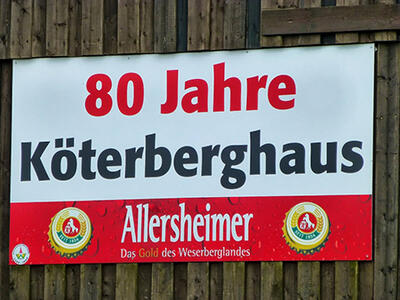 80 Jahre
Köterberghaus
Allersheimer
Das Gold des Weserberglandes